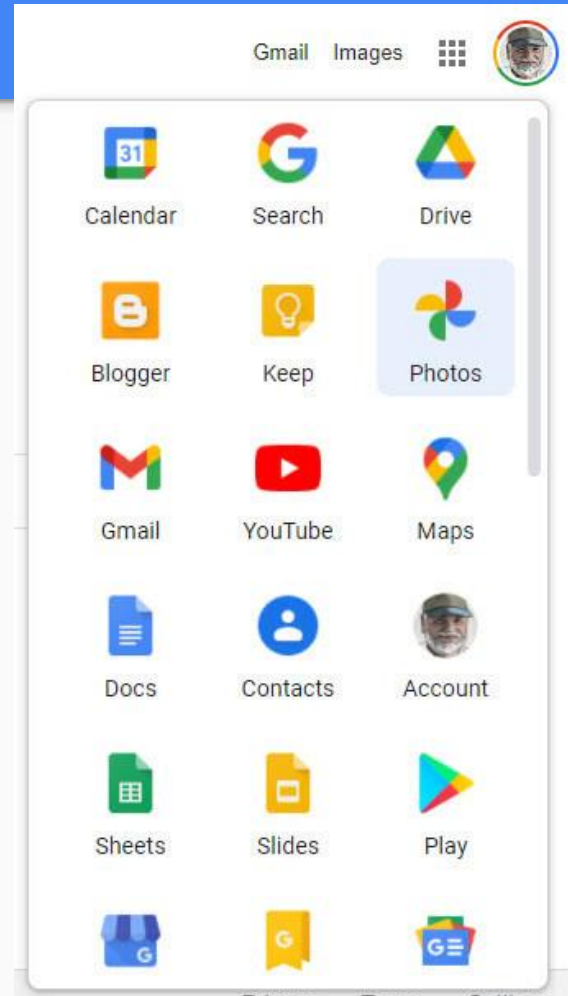 Gmail Images
31
Calendar Search Drive
Blogger Keep Photos
Gmail YouTube Maps
Docs Contacts Account
Sheets Slides Play
G G G